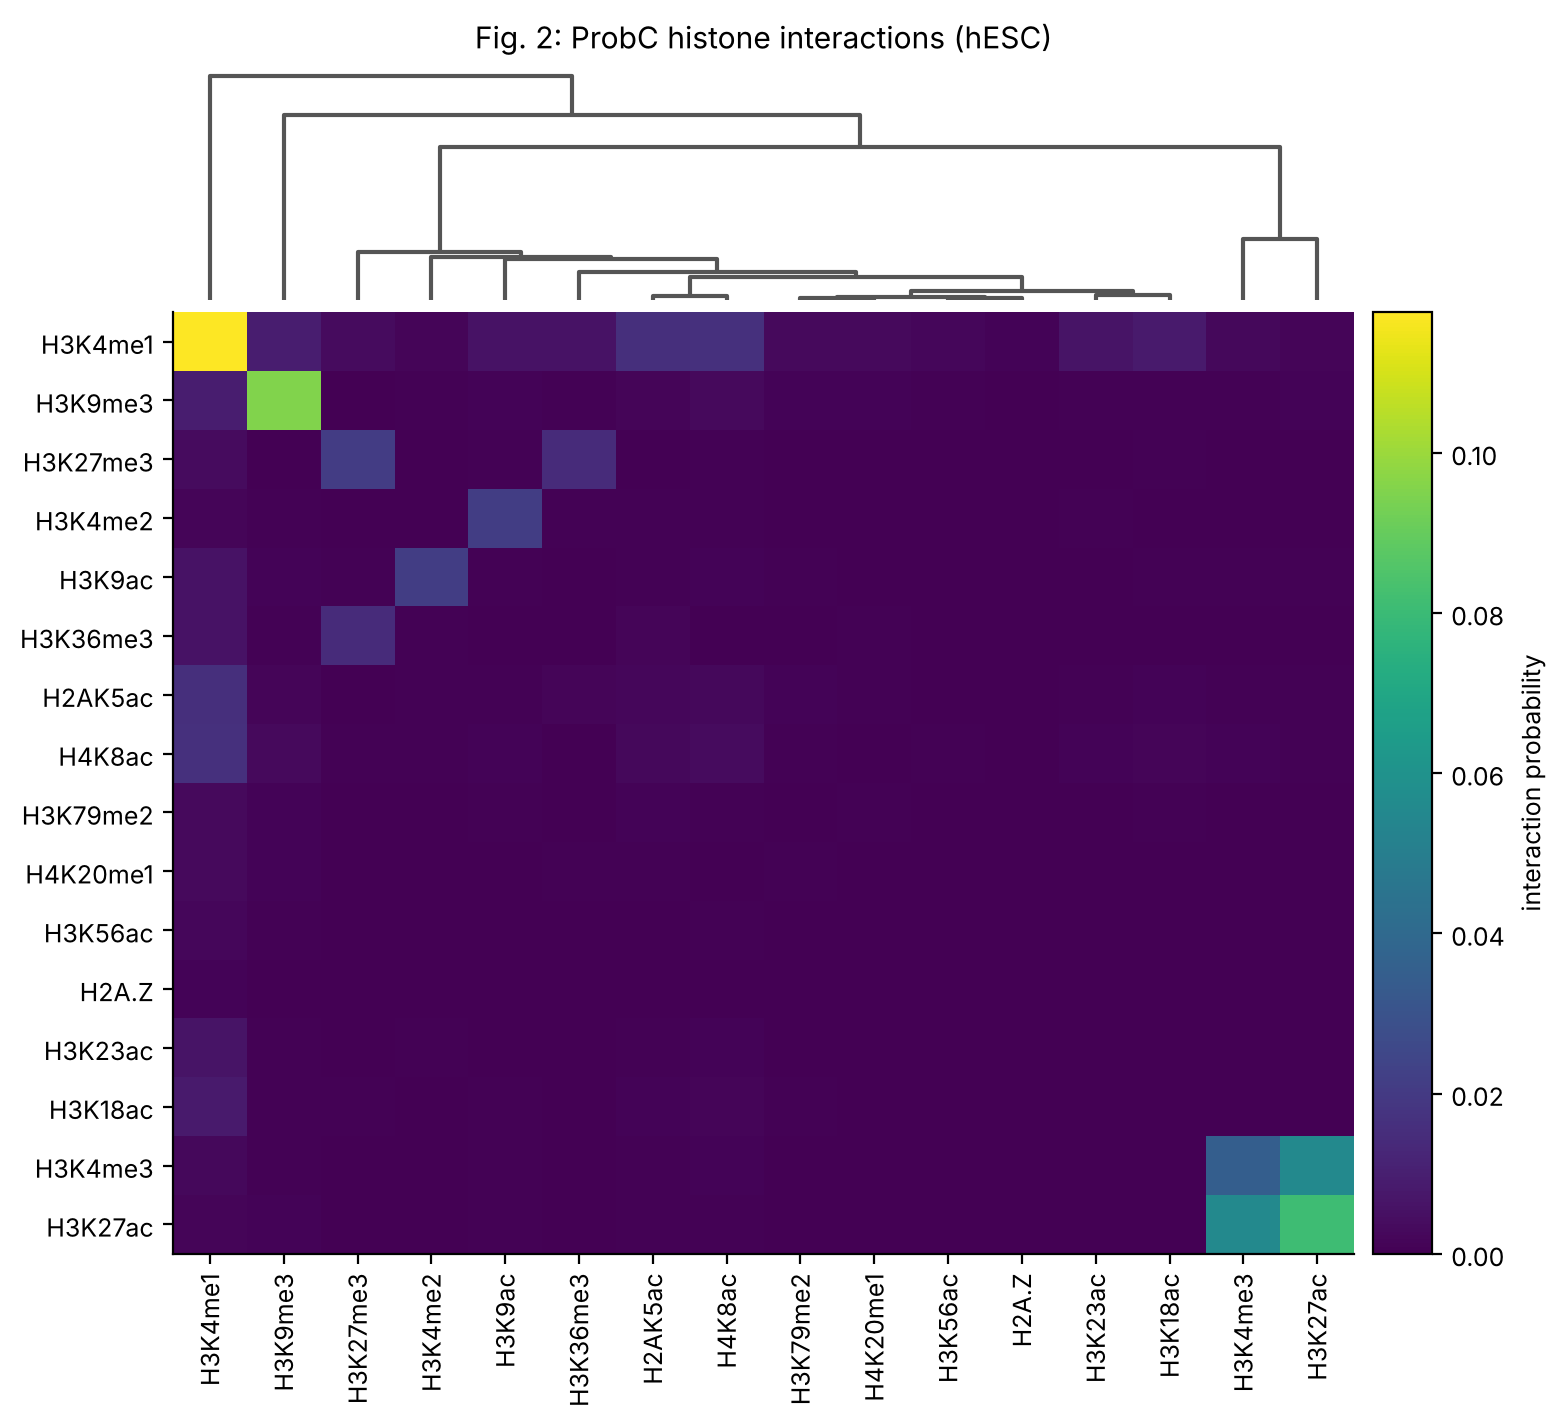 Fig. 2: ProbC histone interactions (hESC)
H3K4me1
H3K9me3
H3K27me3
H3K4me2
H3K9ac
H3K36me3
H2AK5ac
H4K8ac
H3K79me2
H4K20me1
H3K56ac
H2A.Z
H3K23ac
H3K18ac
H3K4me3
H3K27ac
H3K4me1
H3K9me3
H3K27me3
H3K4me2
H3K9ac
H3K36me3
H2AK5ac
H4K8ac
H3K79me2
H4K20me1
H3K56ac
H2A.Z
H3K23ac
H3K18ac
H3K4me3
H3K27ac
0.10
0.08
0.06
0.04
0.02
0.00
interaction probability